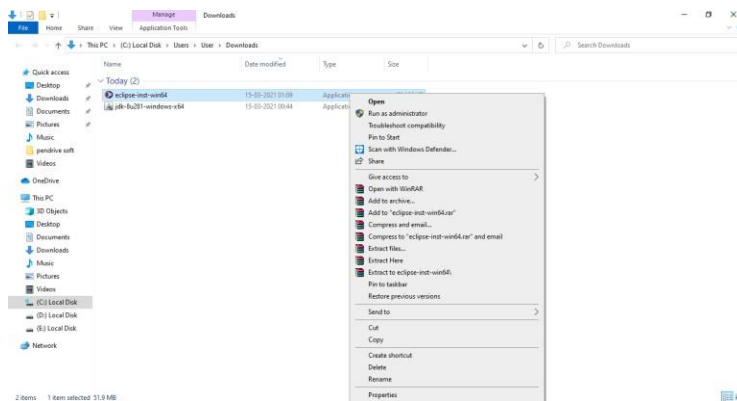 Manage
Downloads
File
Home
Share
View
Application Tools
This PC > (C:) Local Disk > Users > User > Downloads
Search Downloads
Name
Date modified
Type
Size
Quick access
Desktop
Downloads
Documents
Pictures
Music
pendrive soft
Videos
OneDrive
This PC
3D Objects
Desktop
Documents
Downloads
Music
Pictures
Videos
(C:) Local Disk
(D:) Local Disk
(E:) Local Disk
Network
Today (2)
eclipse-inst-win64
15-03-2021 01:09
Applicati
jdk-8u281-windows-x64
15-03-2021 00:44
Applicati
Open
Run as administrator
Troubleshoot compatibility
Pin to Start
Scan with Windows Defender...
Share
Give access to
Open with WinRAR
Add to archive...
Add to "eclipse-inst-win64.rar"
Compress and email...
Compress to "eclipse-inst-win64.rar" and email
Extract files...
Extract Here
Extract to eclipse-inst-win64\
Pin to taskbar
Restore previous versions
Send to
Cut
Copy
Create shortcut
Delete
Rename
Properties
2 items
1 item selected 51.9 MB